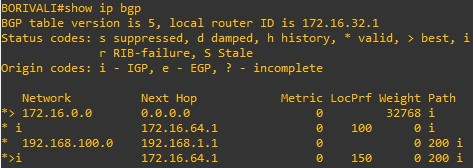 BORIVALI#show ip bgp
BGP table version is 5, local router ID is 172.16.32.1
Status codes: s suppressed, d damped, h history, * valid, > best, i
r RIB-failure, S Stale
Origin codes: i - IGP, e - EGP, ? - incomplete
Network Next Hop Metric LocPrf Weight Path
*> 172.16.0.0 0.0.0.0 0 32768 i
* i 172.16.64.1 0 100 0 i
* 192.168.100.0 192.168.1.1 0 0 200 i
*>i 172.16.64.1 0 150 0 200 i